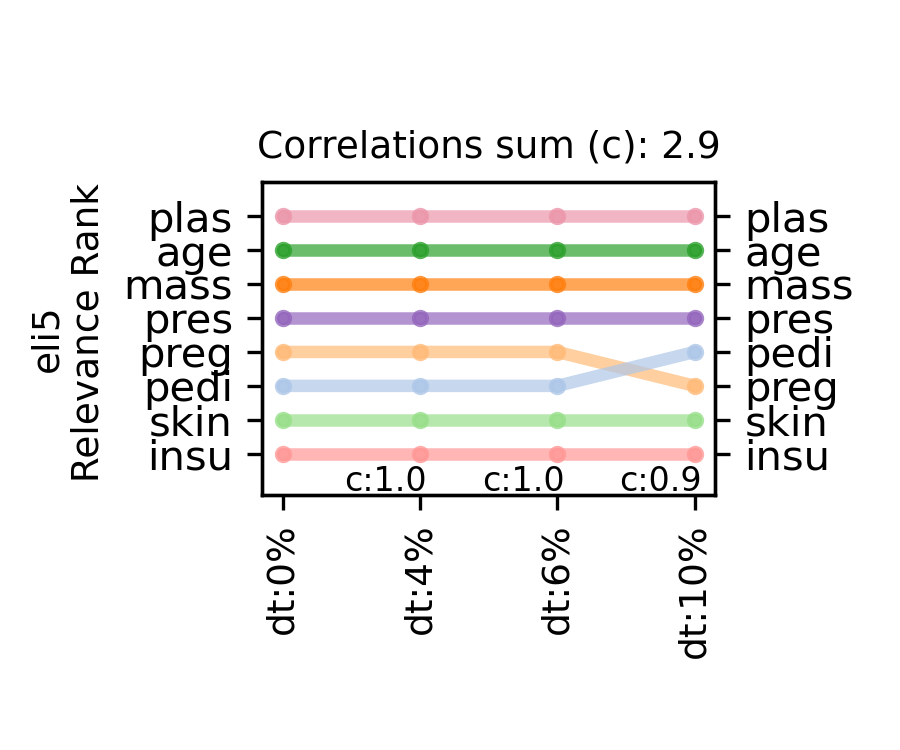 Correlations sum (c): 2.9
eli5
Relevance Rank
plas
age
mass
pres
preg
pedi
skin
insu
plas
age
mass
pres
pedi
preg
skin
insu
c:1.0
c:1.0
c:0.9
dt:0%
dt:4%
dt:6%
dt:10%